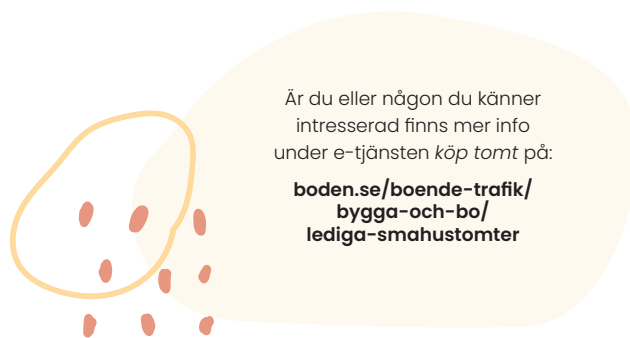 Är du eller någon du känner
intresserad finns mer info
under e-tjänsten köp tomt på:
boden.se/boende-trafik/
bygga-och-bo/
lediga-smahustomter